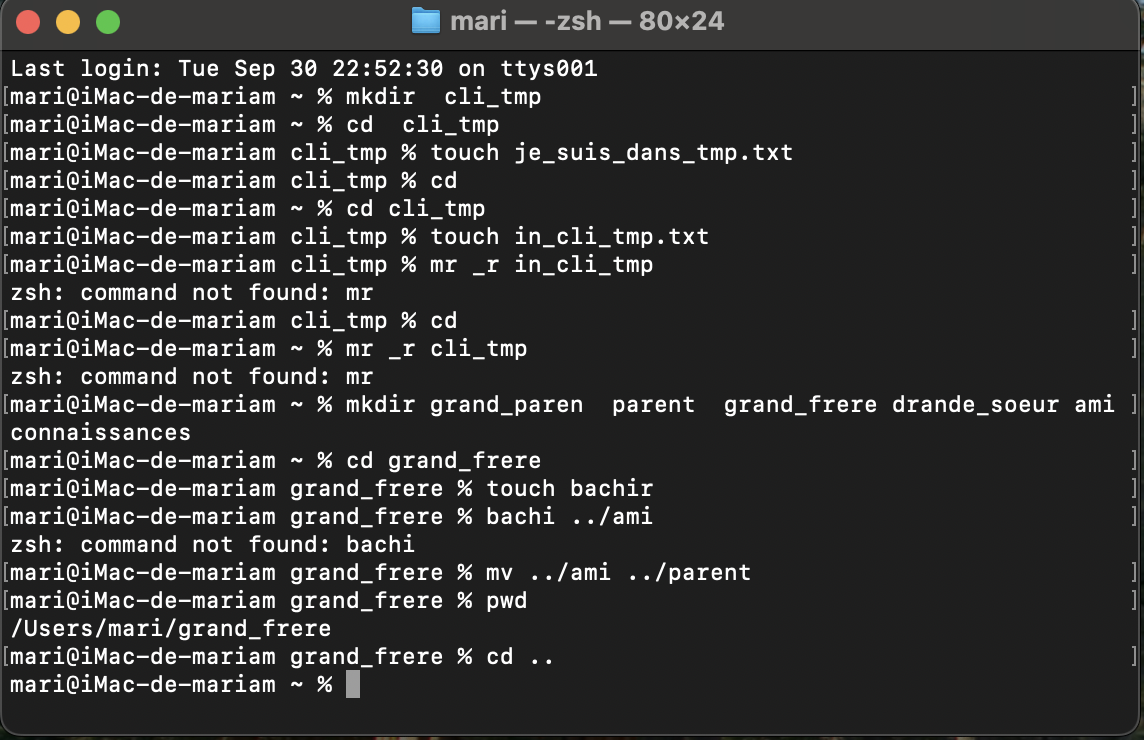 mari — -zsh — 80×24
Last login: Tue Sep 30 22:52:30 on ttys001
[mari@iMac-de-mariam ~ % mkdir  cli_tmp ]
[mari@iMac-de-mariam ~ % cd  cli_tmp ]
[mari@iMac-de-mariam cli_tmp % touch je_suis_dans_tmp.txt ]
[mari@iMac-de-mariam cli_tmp % cd ]
[mari@iMac-de-mariam ~ % cd cli_tmp ]
[mari@iMac-de-mariam cli_tmp % touch in_cli_tmp.txt ]
[mari@iMac-de-mariam cli_tmp % mr _r in_cli_tmp ]
zsh: command not found: mr
[mari@iMac-de-mariam cli_tmp % cd ]
[mari@iMac-de-mariam ~ % mr _r cli_tmp ]
zsh: command not found: mr
[mari@iMac-de-mariam ~ % mkdir grand_paren  parent  grand_frere drande_soeur ami ]
connaissances
[mari@iMac-de-mariam ~ % cd grand_frere ]
[mari@iMac-de-mariam grand_frere % touch bachir ]
[mari@iMac-de-mariam grand_frere % bachi ../ami ]
zsh: command not found: bachi
[mari@iMac-de-mariam grand_frere % mv ../ami ../parent ]
[mari@iMac-de-mariam grand_frere % pwd ]
/Users/mari/grand_frere
[mari@iMac-de-mariam grand_frere % cd .. ]
mari@iMac-de-mariam ~ %